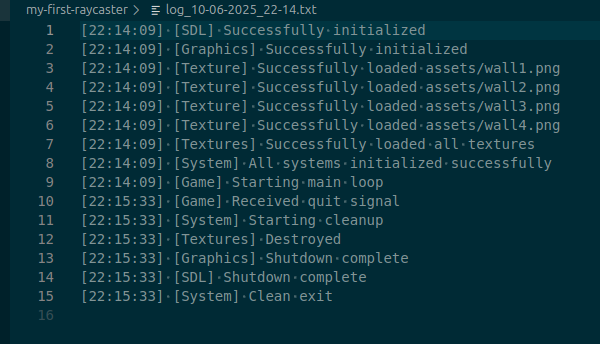 my-first-raycaster > log_10-06-2025_22-14.txt
1 [22:14:09] [SDL] Successfully initialized
2 [22:14:09] [Graphics] Successfully initialized
3 [22:14:09] [Texture] Successfully loaded assets/wall1.png
4 [22:14:09] [Texture] Successfully loaded assets/wall2.png
5 [22:14:09] [Texture] Successfully loaded assets/wall3.png
6 [22:14:09] [Texture] Successfully loaded assets/wall4.png
7 [22:14:09] [Textures] Successfully loaded all textures
8 [22:14:09] [System] All systems initialized successfully
9 [22:14:09] [Game] Starting main loop
10 [22:15:33] [Game] Received quit signal
11 [22:15:33] [System] Starting cleanup
12 [22:15:33] [Textures] Destroyed
13 [22:15:33] [Graphics] Shutdown complete
14 [22:15:33] [SDL] Shutdown complete
15 [22:15:33] [System] Clean exit
16